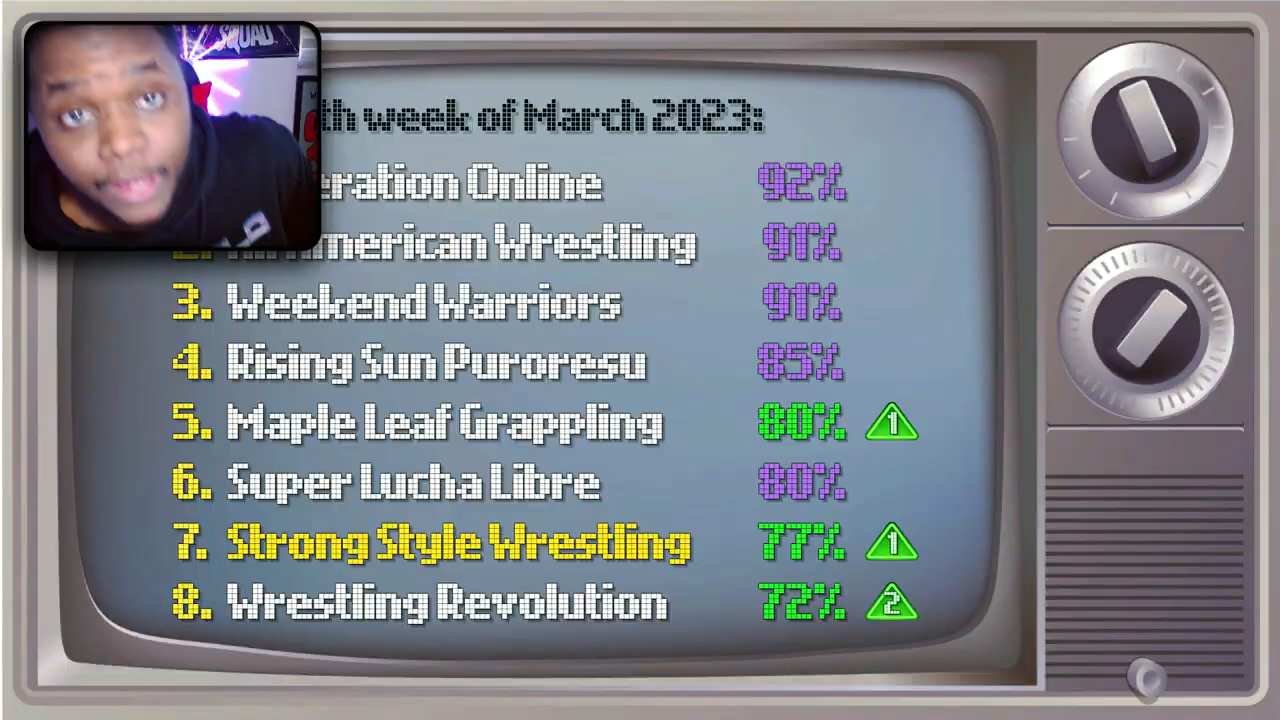 SQUAD
th week of March 2023:
eration Online 92%
American Wrestling 91%
3. Weekend Warriors 91%
4. Rising Sun Puroresu 85%
5. Maple Leaf Grappling 80% 1
6. Super Lucha Libre 80%
7. Strong Style Wrestling 77% 1
8. Wrestling Revolution 72% 2